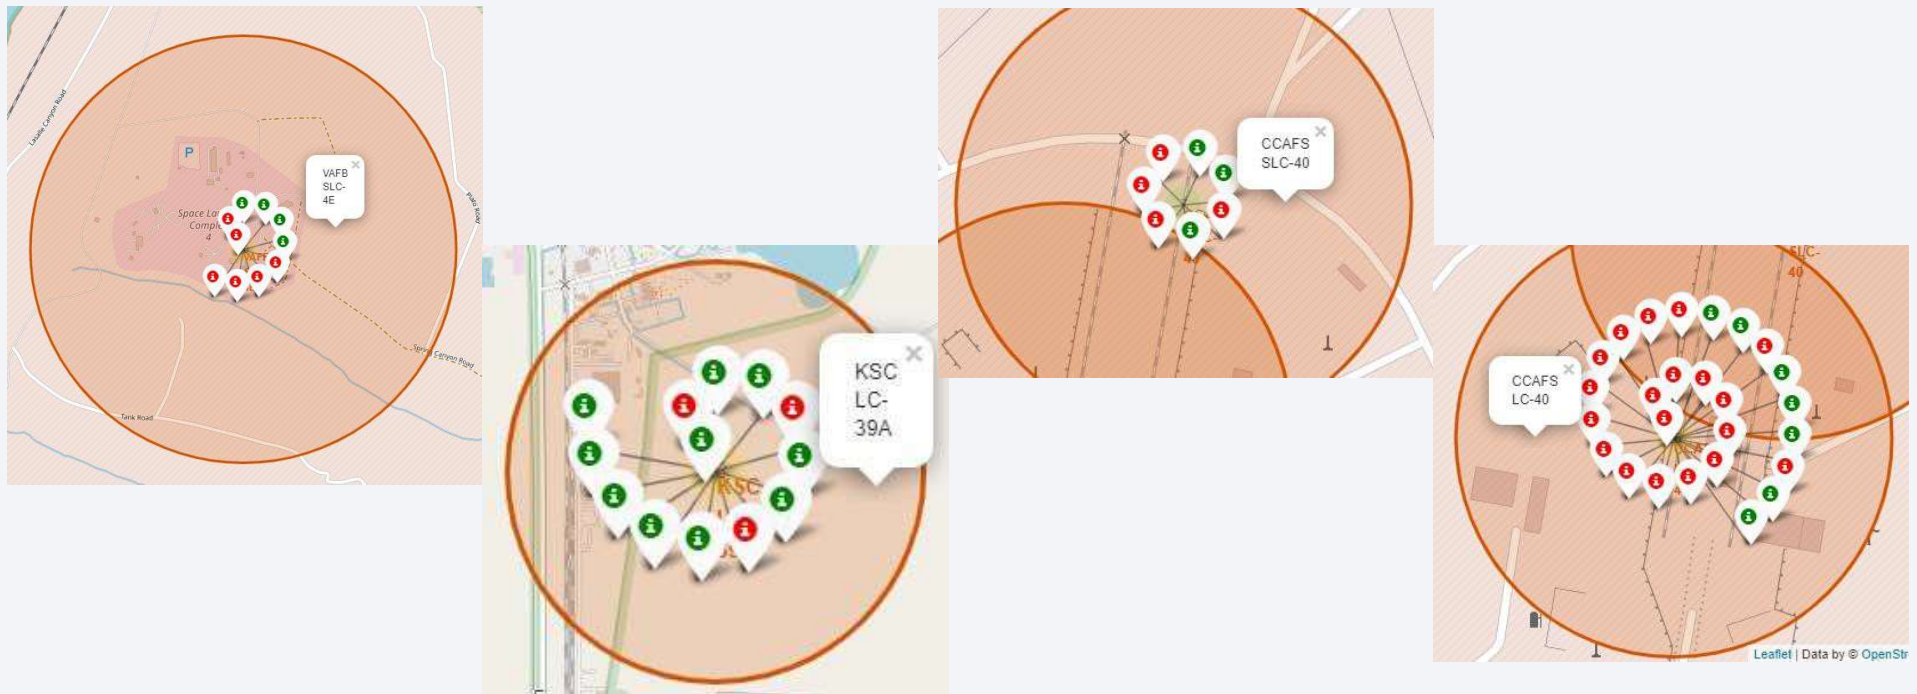 Lasalle Canyon Road
P
Space La
Compl
4
VAFB
SLC-
4E
Spring Canyon Road
Tank Road
KSC
LC-
39A
KSC
CCAFS
SLC-40
CCAFS
LC-40
SLC-
40
Leaflet | Data by © OpenStr